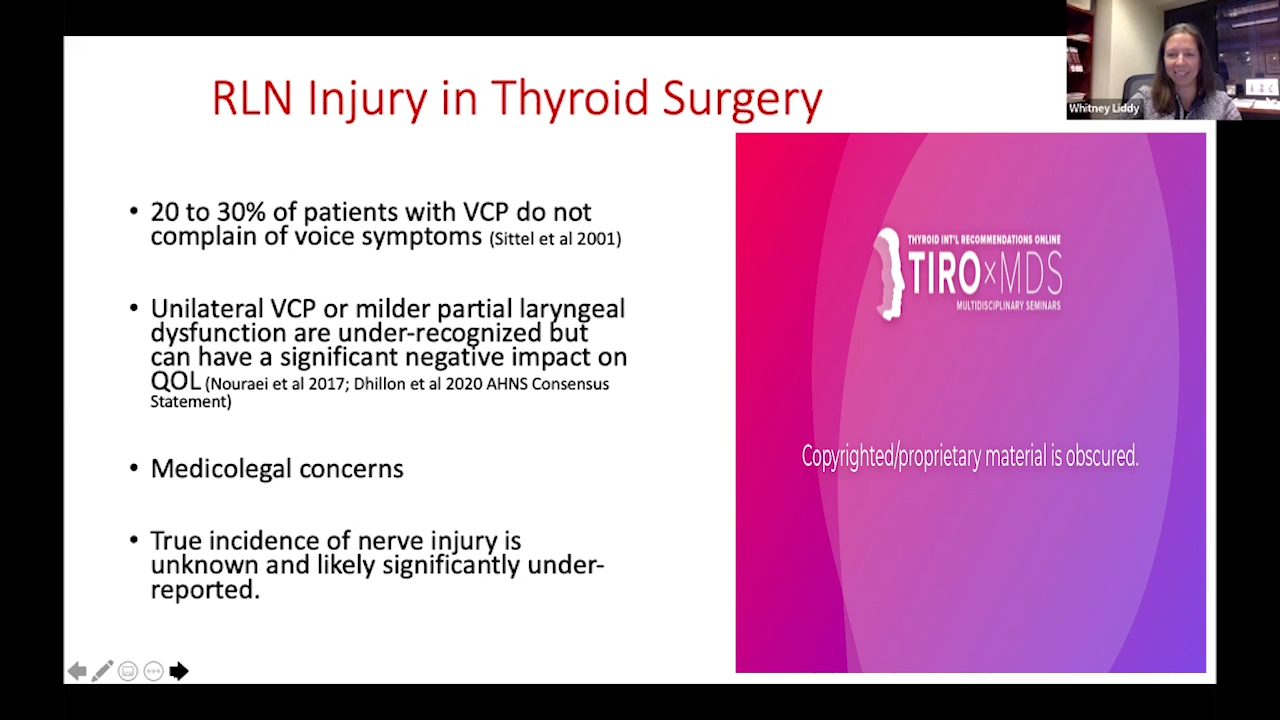 RLN Injury in Thyroid Surgery
Whitney Liddy
• 20 to 30% of patients with VCP do not
complain of voice symptoms (Sittel et al 2001)
• Unilateral VCP or milder partial laryngeal
dysfunction are under-recognized but
can have a significant negative impact on
QOL (Nouraei et al 2017; Dhillon et al 2020 AHNS Consensus
Statement)
• Medicolegal concerns
• True incidence of nerve injury is
unknown and likely significantly under-
reported.
THYROID INT'L RECOMMENDATIONS ONLINE
TIRO×MDS
MULTIDISCIPLINARY SEMINARS
Copyrighted/proprietary material is obscured.